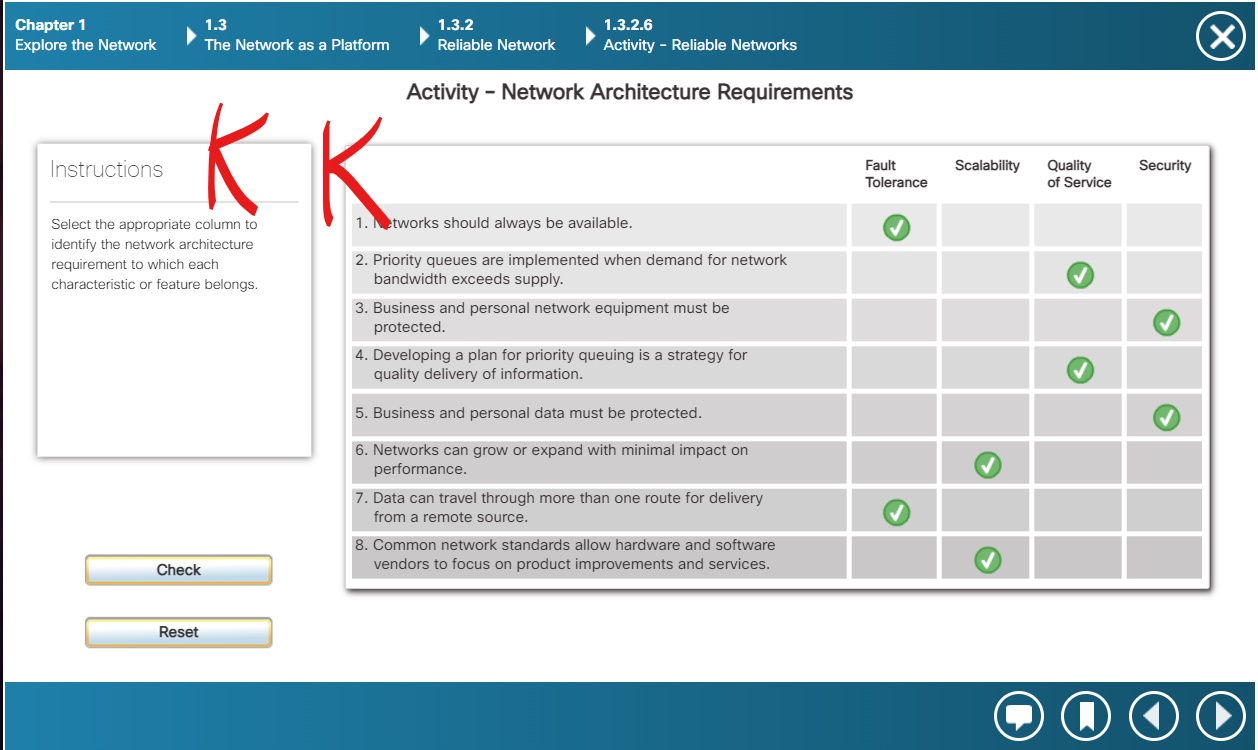 Chapter 1
Explore the Network
1.3
The Network as a Platform
1.3.2
Reliable Network
1.3.2.6
Activity - Reliable Networks
Activity - Network Architecture Requirements
K K
Instructions
Select the appropriate column to
identify the network architecture
requirement to which each
characteristic or feature belongs.
Fault
Tolerance
Scalability
Quality
of Service
Security
1. Networks should always be available.
2. Priority queues are implemented when demand for network
bandwidth exceeds supply.
3. Business and personal network equipment must be
protected.
4. Developing a plan for priority queuing is a strategy for
quality delivery of information.
5. Business and personal data must be protected.
6. Networks can grow or expand with minimal impact on
performance.
7. Data can travel through more than one route for delivery
from a remote source.
8. Common network standards allow hardware and software
vendors to focus on product improvements and services.
Check
Reset